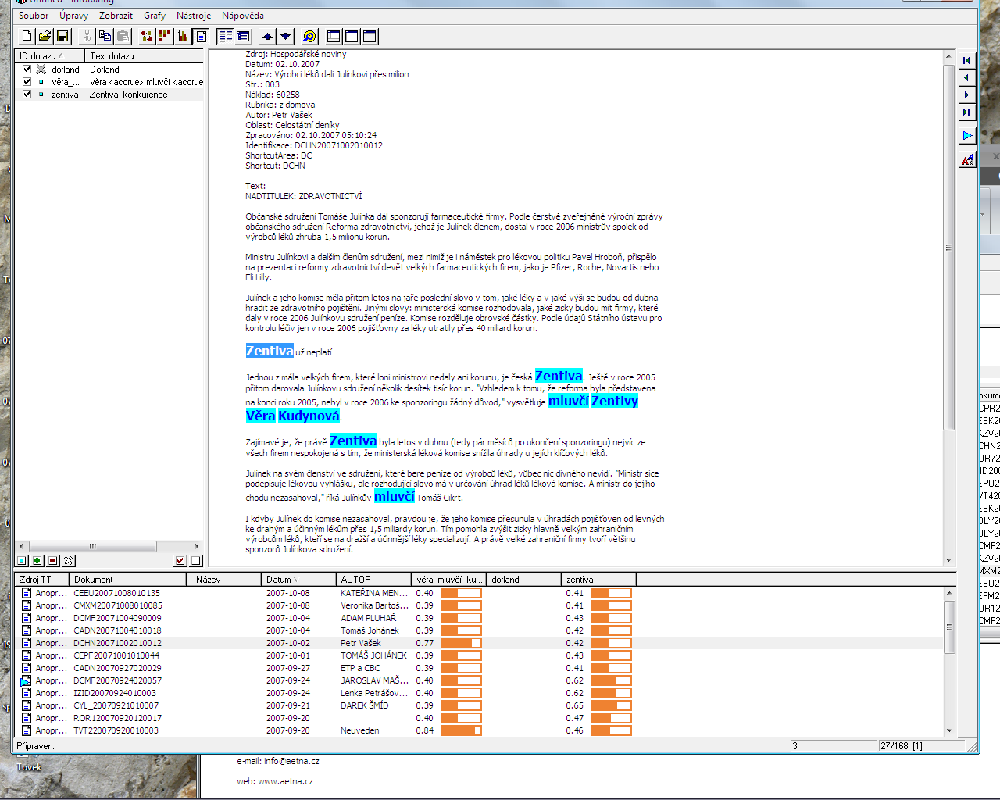 Untitled - InfoRating
Soubor Úpravy Zobrazit Grafy Nástroje Nápověda
ID dotazu Text dotazu
dorland Dorland
věra_... věra <accrue> mluvčí <accrue
zentiva Zentiva, konkurence
Zdroj: Hospodářské noviny
Datum: 02.10.2007
Název: Výrobci léků dali Julínkovi přes milion
Str.: 003
Náklad: 60258
Rubrika: z domova
Autor: Petr Vašek
Oblast: Celostátní deníky
Zpracováno: 02.10.2007 05:10:24
Identifikace: DCHN20071002010012
ShortcutArea: DC
Shortcut: DCHN
Text:
NADTITULEK: ZDRAVOTNICTVÍ
Občanské sdružení Tomáše Julínka dál sponzorují farmaceutické firmy. Podle čerstvě zveřejněné výroční zprávy
občanského sdružení Reforma zdravotnictví, jehož je Julínek členem, dostal v roce 2006 ministrův spolek od
výrobců léků zhruba 1,5 milionu korun.
Ministru Julínkovi a dalším členům sdružení, mezi nimiž je i náměstek pro lékovou politiku Pavel Hroboň, přispělo
na prezentaci reformy zdravotnictví devět velkých farmaceutických firem, jako je Pfizer, Roche, Novartis nebo
Eli Lilly.
Julínek a jeho komise měla přitom letos na jaře poslední slovo v tom, jaké léky a v jaké výši se budou od dubna
hradit ze zdravotního pojištění. Jinými slovy: ministerská komise rozhodovala, jaké zisky budou mít firmy, které
daly v roce 2006 Julínkovu sdružení peníze. Komise rozděluje obrovské částky. Podle údajů Státního ústavu pro
kontrolu léčiv jen v roce 2006 pojišťovny za léky utratily přes 40 miliard korun.
Zentiva už neplatí
Jednou z mála velkých firem, které loni ministrovi nedaly ani korunu, je česká Zentiva. Ještě v roce 2005
přitom darovala Julínkovu sdružení několik desítek tisíc korun. "Vzhledem k tomu, že reforma byla představena
na konci roku 2005, nebyl v roce 2006 ke sponzoringu žádný důvod," vysvětluje mluvčí Zentivy
Věra Kudynová.
Zajímavé je, že právě Zentiva byla letos v dubnu (tedy pár měsíců po ukončení sponzoringu) nejvíc ze
všech firem nespokojená s tím, že ministerská léková komise snížila úhrady u jejích klíčových léků.
Julínek na svém členství ve sdružení, které bere peníze od výrobců léků, vůbec nic divného nevidí. "Ministr sice
podepisuje lékovou vyhlášku, ale rozhodující slovo má v určování úhrad léků léková komise. A ministr do jejího
chodu nezasahoval," říká Julínkův mluvčí Tomáš Cikrt.
I kdyby Julínek do komise nezasahoval, pravdou je, že jeho komise přesunula v úhradách pojišťoven od levných
ke drahým a účinným lékům přes 1,5 miliardy korun. Tím pomohla zvýšit zisky hlavně velkým zahraničním
výrobcům léků, kteří se na dražší a účinnější léky specializují. A právě velké zahraniční firmy tvoří většinu
sponzorů Julínkova sdružení.
Zdroj TT Dokument _Název Datum AUTOR věra_mluvčí_ku... dorland zentiva
Anopr... CEEU20071008010135 2007-10-08 KATEŘINA MEN... 0.40 0.41
Anopr... CMXM20071008010085 2007-10-08 Veronika Bartoš... 0.39 0.41
Anopr... DCMF20071004090009 2007-10-04 ADAM PLUHAŘ 0.39 0.43
Anopr... CADN20071004010018 2007-10-04 Tomáš Johánek 0.39 0.42
Anopr... DCHN20071002010012 2007-10-02 Petr Vašek 0.77 0.42
Anopr... CEPF20071001010044 2007-10-01 TOMÁŠ JOHÁNEK 0.39 0.43
Anopr... CADN20070927020029 2007-09-27 ETP a CBC 0.39 0.41
Anopr... DCMF20070924020057 2007-09-24 JAROSLAV MAŠ... 0.40 0.62
Anopr... IZID20070924010003 2007-09-24 Lenka Petrášov... 0.40 0.62
Anopr... CYL_20070921010007 2007-09-21 DAREK ŠMÍD 0.39 0.65
Anopr... ROR120070920120017 2007-09-20 0.40 0.47
Anopr... TVT220070920010003 2007-09-20 Neuveden 0.84 0.46
Připraven. 3 27/168 [1]
Tovek
e-mail: info@aetna.cz
web: www.aetna.cz